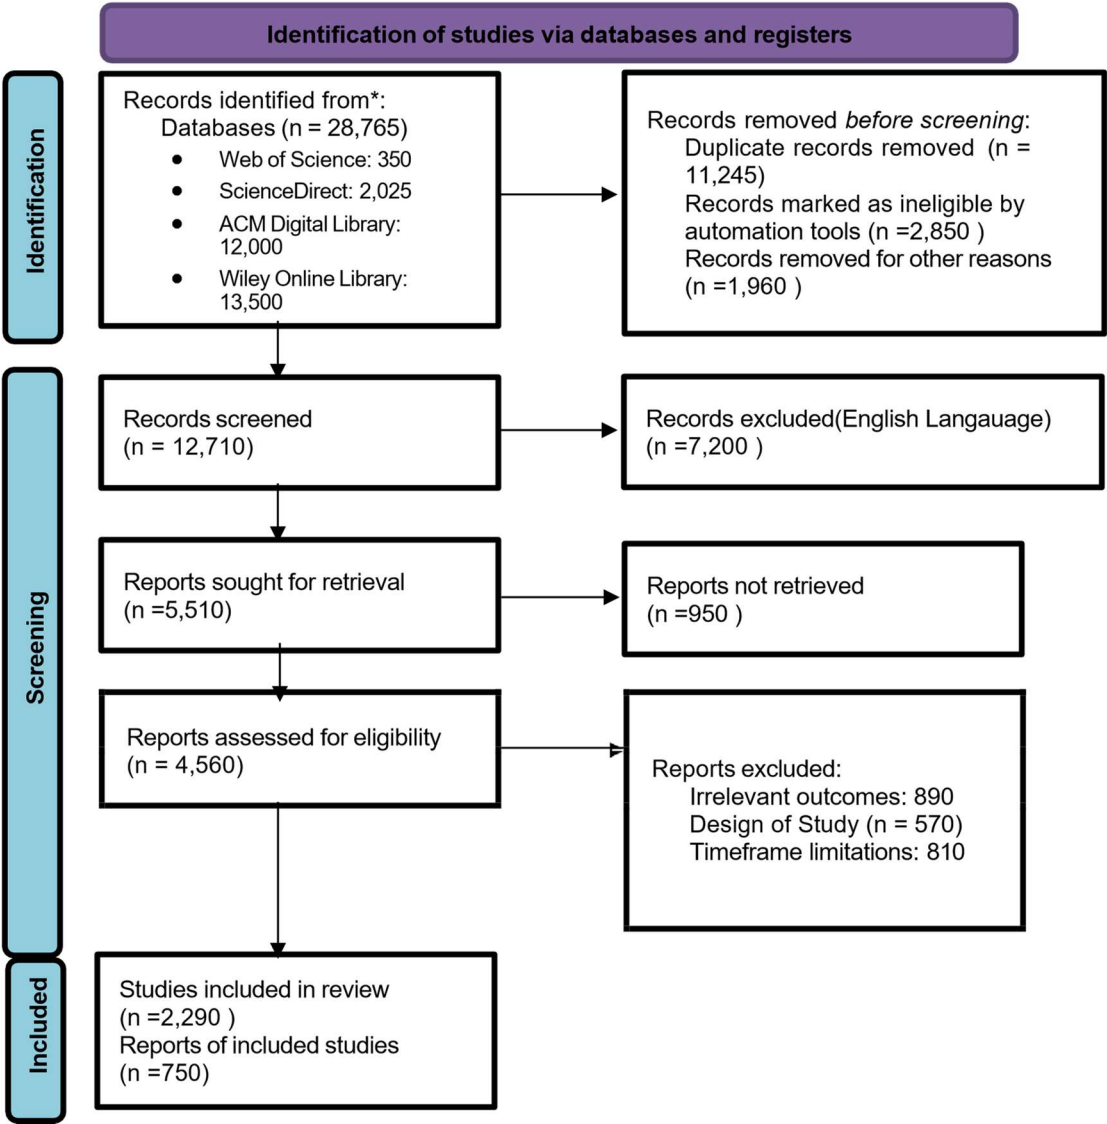 Identification of studies via databases and registers
Identification
Records identified from*:
Databases (n = 28,765)
● Web of Science: 350
● ScienceDirect: 2,025
● ACM Digital Library:
12,000
● Wiley Online Library:
13,500
Records removed before screening:
Duplicate records removed (n =
11,245)
Records marked as ineligible by
automation tools (n =2,850 )
Records removed for other reasons
(n =1,960 )
Screening
Records screened
(n = 12,710)
Records excluded(English Langauage)
(n =7,200 )
Reports sought for retrieval
(n =5,510)
Reports not retrieved
(n =950 )
Reports assessed for eligibility
(n = 4,560)
Reports excluded:
Irrelevant outcomes: 890
Design of Study (n = 570)
Timeframe limitations: 810
Included
Studies included in review
(n =2,290 )
Reports of included studies
(n =750)